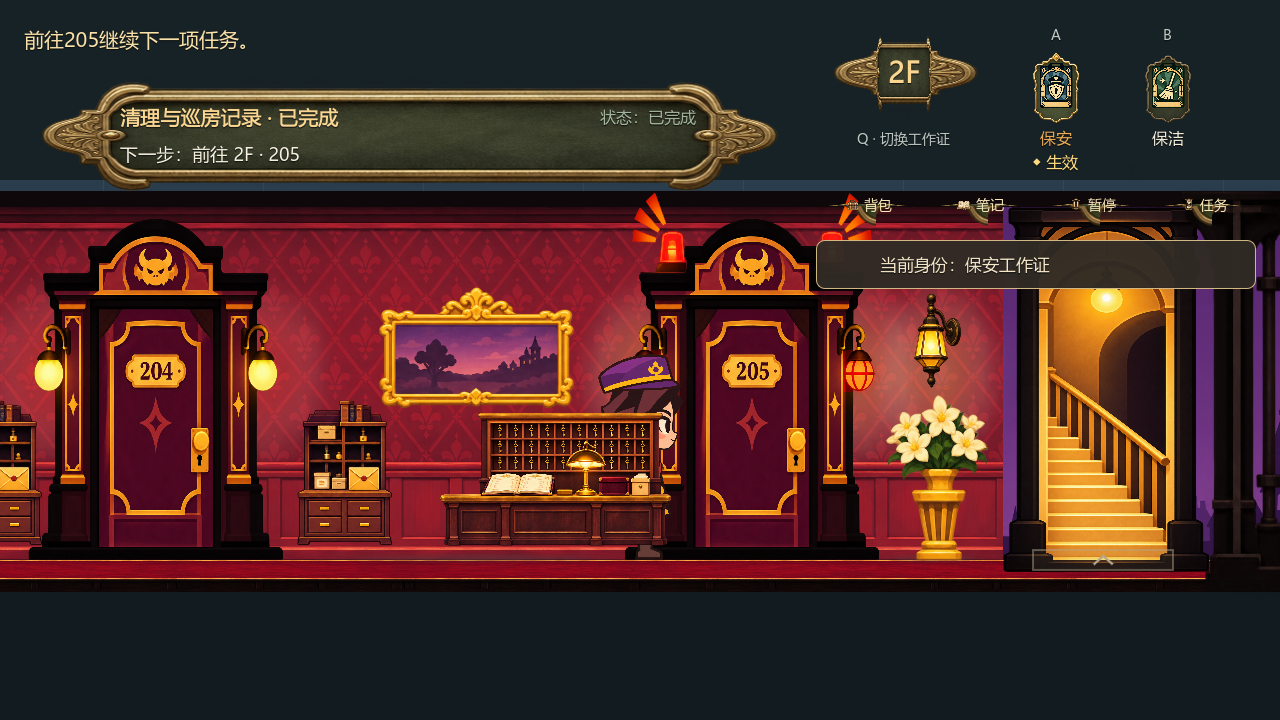 前往205继续下一项任务。
清理与巡房记录 · 已完成
状态：已完成
下一步：前往 2F · 205
2F
Q · 切换工作证
A
保安
生效
B
保洁
背包
笔记
暂停
任务
当前身份：保安工作证
204
205